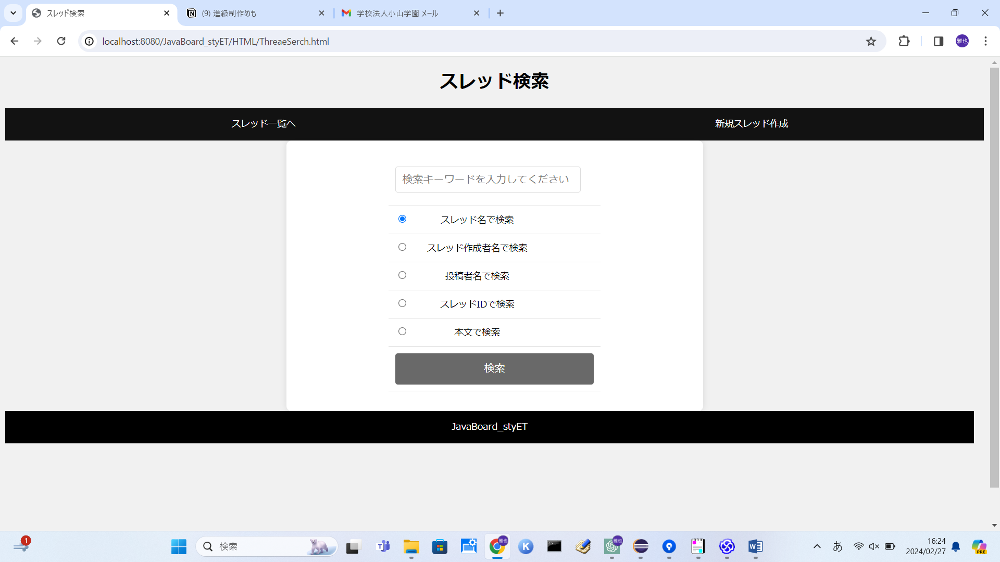 スレッド検索
(9) 進級制作めも
学校法人小山学園 メール
localhost:8080/JavaBoard_styET/HTML/ThreaeSerch.html
雅也
スレッド検索
スレッド一覧へ
新規スレッド作成
検索キーワードを入力してください
スレッド名で検索
スレッド作成者名で検索
投稿者名で検索
スレッドIDで検索
本文で検索
検索
JavaBoard_styET
1
検索
雅也
K
雅也
あ
16:24
2024/02/27
PRE